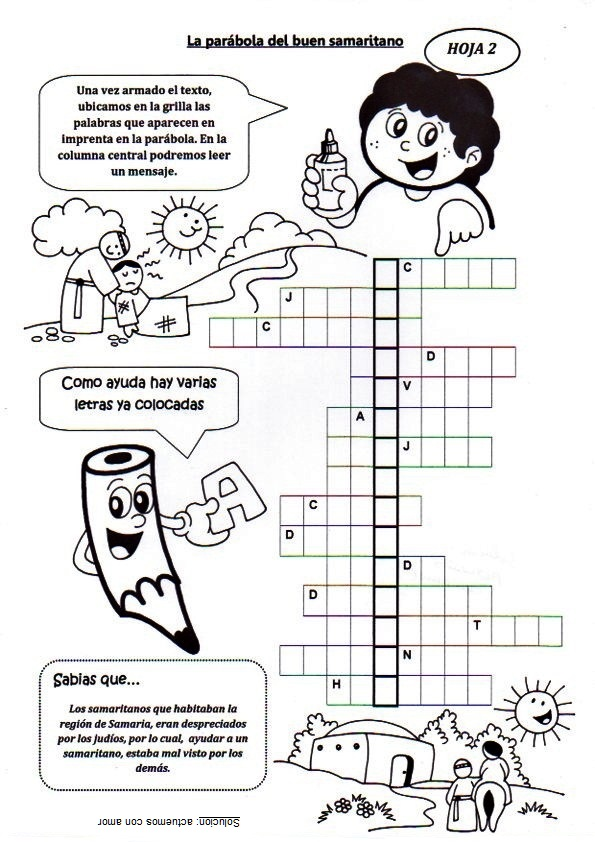 La parábola del buen samaritano
HOJA 2
Una vez armado el texto,
ubicamos en la grilla las
palabras que aparecen en
imprenta en la parábola. En la
columna central podremos leer
un mensaje.
C
J
C
D
Como ayuda hay varias
letras ya colocadas
V
A
J
A
C
D
D
D
T
N
H
Sabias que...
Los samaritanos que habitaban la
región de Samaria, eran despreciados
por los judíos, por lo cual, ayudar a un
samaritano, estaba mal visto por los
demás.
Solucion: actuemos con amor